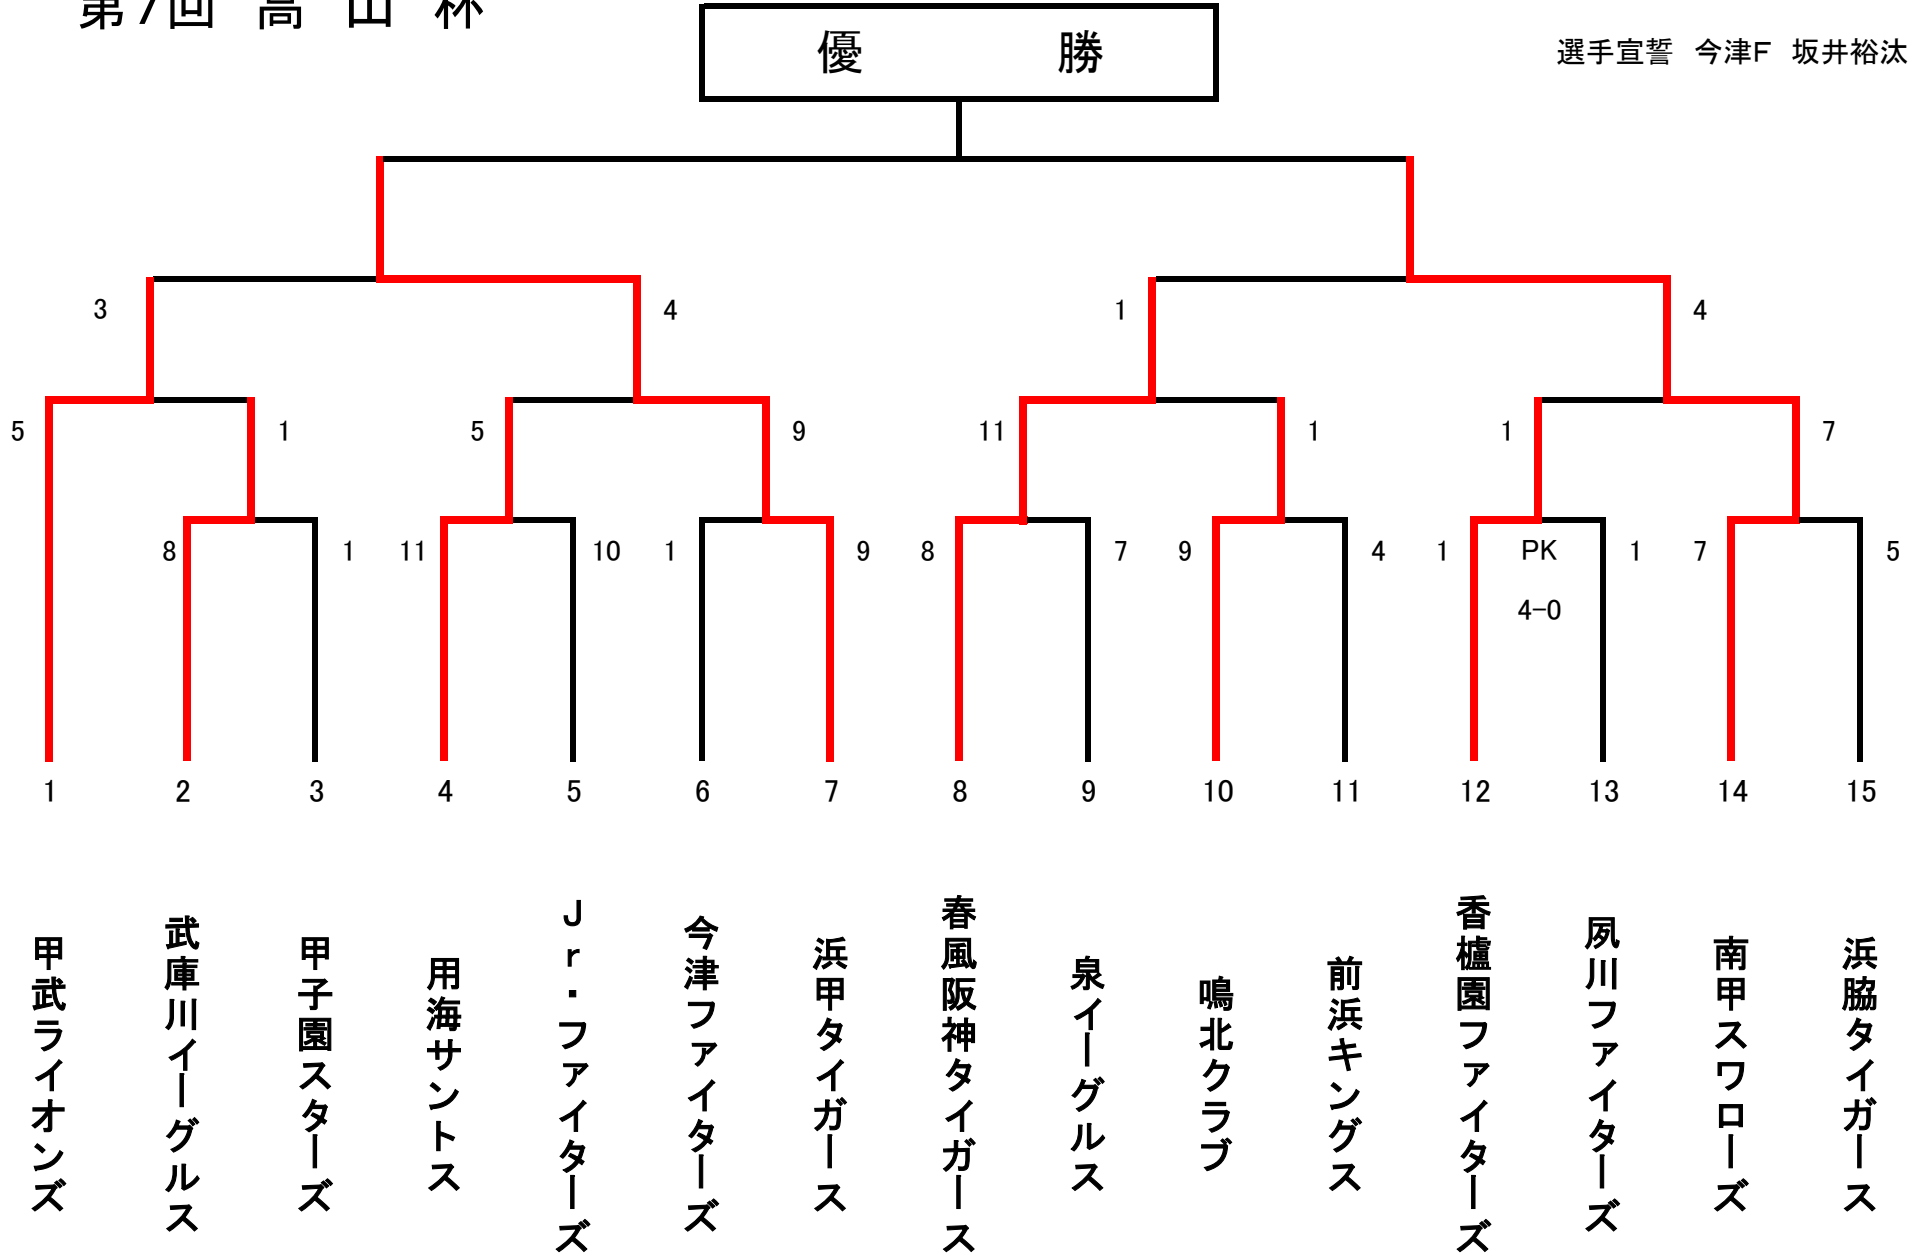 第7回 高 山 杯
優 勝
選手宣誓 今津F 坂井裕汰
3 4 1 4
5 1 5 9 11 1 1 7
8 1 11 10 1 9 8 7 9 4 1 PK 1 7 5
4-0
1 2 3 4 5 6 7 8 9 10 11 12 13 14 15
甲武ライオンズ
武庫川イーグルス
甲子園スターズ
用海サントス
Jr・ファイターズ
今津ファイターズ
浜甲タイガース
春風阪神タイガース
泉イーグルス
鳴北クラブ
前浜キングス
香櫨園ファイターズ
夙川ファイターズ
南甲スワローズ
浜脇タイガース